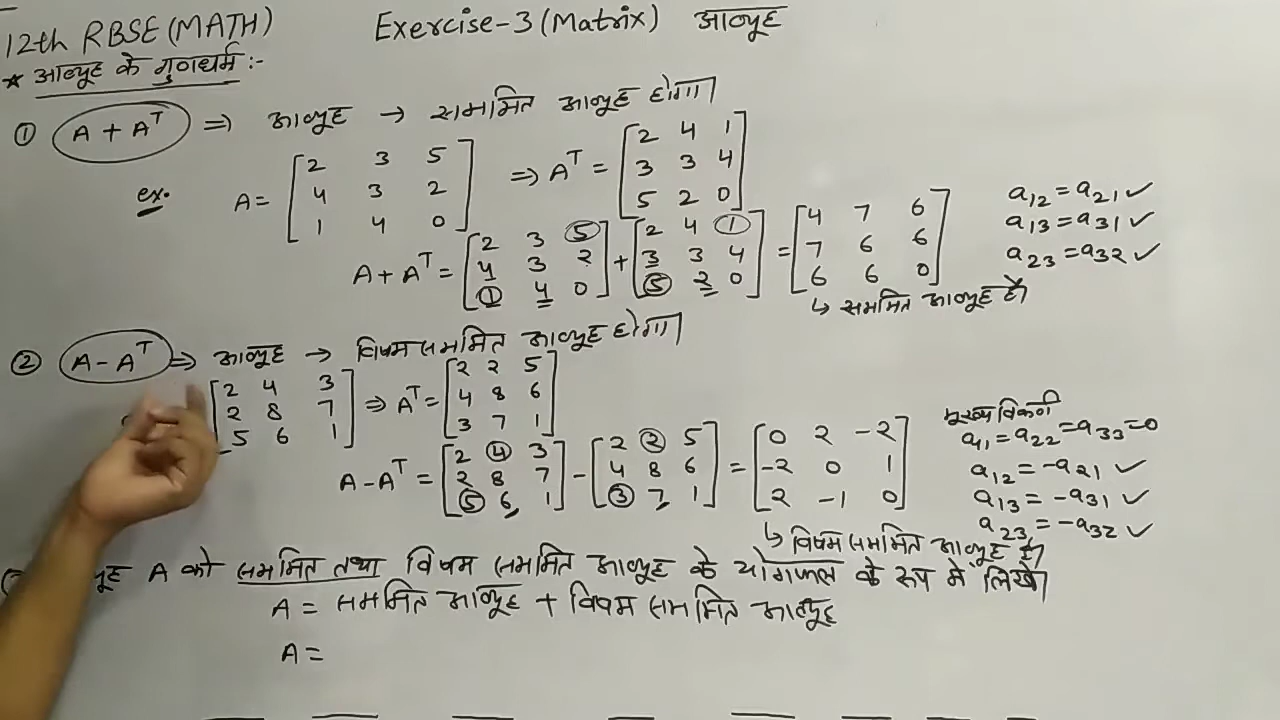 12th RBSE (MATH) Exercise-3 (Matrix) आव्यूह
* आव्यूह के गुणधर्म :-
① A + Aᵀ ⇒ आव्यूह → सममित आव्यूह होगा।
ex. A = [2 3 5; 4 3 2; 1 4 0] ⇒ Aᵀ = [2 4 1; 3 3 4; 5 2 0]
A + Aᵀ = [2 3 5; 4 3 2; 1 4 0] + [2 4 1; 3 3 4; 5 2 0] = [4 7 6; 7 6 6; 6 6 0]
a₁₂ = a₂₁ ✓
a₁₃ = a₃₁ ✓
a₂₃ = a₃₂ ✓
↳ सममित आव्यूह है।
② A - Aᵀ ⇒ आव्यूह → विषम सममित आव्यूह होगा।
[2 4 3; 2 8 7; 5 6 1] ⇒ Aᵀ = [2 2 5; 4 8 6; 3 7 1]
A - Aᵀ = [2 4 3; 2 8 7; 5 6 1] - [2 2 5; 4 8 6; 3 7 1] = [0 2 -2; -2 0 1; 2 -1 0]
मुख्य विकर्ण
a₁₁ = a₂₂ = a₃₃ = 0
a₁₂ = -a₂₁ ✓
a₁₃ = -a₃₁ ✓
a₂₃ = -a₃₂ ✓
↳ विषम सममित आव्यूह है।
A को सममित तथा विषम सममित आव्यूह के योगफल के रूप में लिखे।
A = सममित आव्यूह + विषम सममित आव्यूह
A =